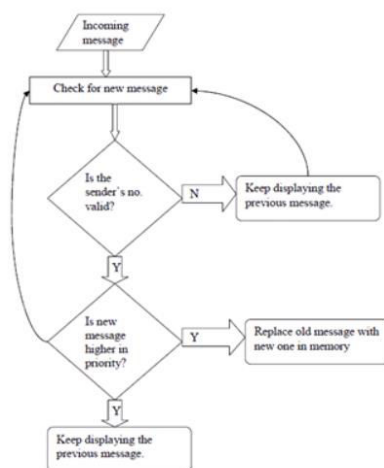 Incoming
message
Check for new message
Is the
sender's no.
valid?
N
Keep displaying the
previous message.
Y
Is new
message
higher in
priority?
Y
Replace old message with
new one in memory
Y
Keep displaying the
previous message.